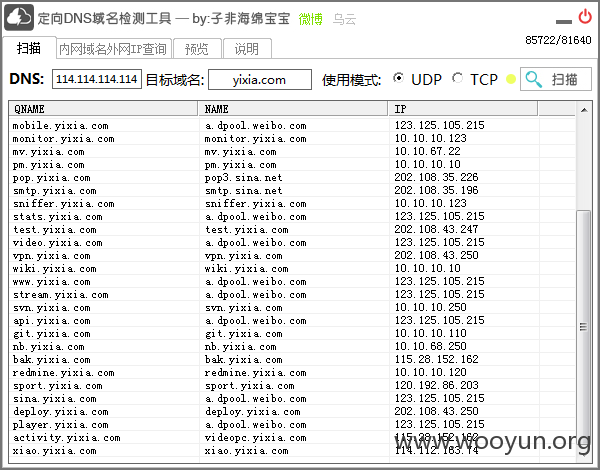 定向DNS域名检测工具 — by:子非海绵宝宝 微博 乌云
扫描 内网域名外网IP查询 预览 说明
85722/81640
DNS: 114.114.114.114 目标域名: yixia.com 使用模式: UDP TCP 扫描
QNAME NAME IP
mobile.yixia.com a.dpool.weibo.com 123.125.105.215
monitor.yixia.com monitor.yixia.com 10.10.10.123
mv.yixia.com mv.yixia.com 10.10.67.22
pm.yixia.com pm.yixia.com 10.10.10.10
pop.yixia.com pop3.sina.net 202.108.35.226
smtp.yixia.com smtp.sina.net 202.108.35.196
sniffer.yixia.com sniffer.yixia.com 10.10.10.123
stats.yixia.com a.dpool.weibo.com 123.125.105.215
test.yixia.com test.yixia.com 202.108.43.247
video.yixia.com a.dpool.weibo.com 123.125.105.215
vpn.yixia.com vpn.yixia.com 202.108.43.250
wiki.yixia.com wiki.yixia.com 10.10.10.10
www.yixia.com a.dpool.weibo.com 123.125.105.215
stream.yixia.com a.dpool.weibo.com 123.125.105.215
svn.yixia.com svn.yixia.com 10.10.10.250
api.yixia.com a.dpool.weibo.com 123.125.105.215
git.yixia.com git.yixia.com 10.10.10.110
nb.yixia.com nb.yixia.com 10.10.68.250
bak.yixia.com bak.yixia.com 115.28.152.162
redmine.yixia.com redmine.yixia.com 10.10.10.120
sport.yixia.com sport.yixia.com 120.192.86.203
sina.yixia.com a.dpool.weibo.com 123.125.105.215
deploy.yixia.com deploy.yixia.com 202.108.43.250
player.yixia.com a.dpool.weibo.com 123.125.105.215
activity.yixia.com videopc.yixia.com
xiao.yixia.com xiao.yixia.com
www.wooyun.org